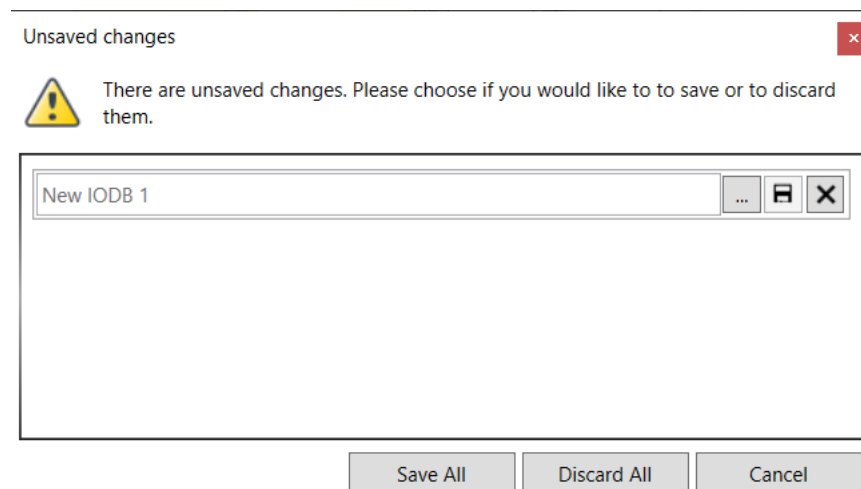 Unsaved changes
There are unsaved changes. Please choose if you would like to to save or to discard
them.
New IODB 1
...
Save All
Discard All
Cancel